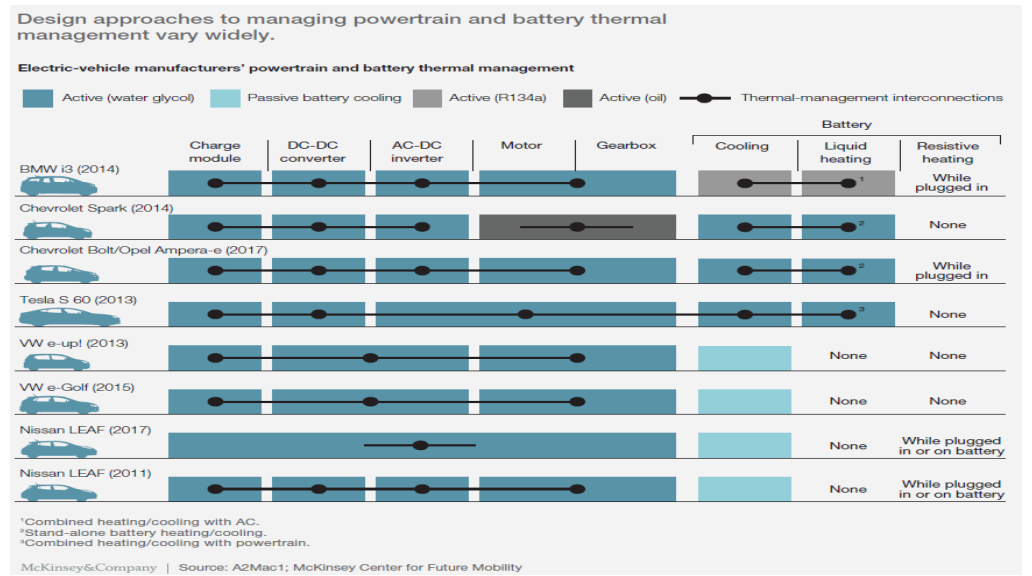 Design approaches to managing powertrain and battery thermal
management vary widely.
Electric-vehicle manufacturers' powertrain and battery thermal management
Active (water glycol) Passive battery cooling Active (R134a) Active (oil) Thermal-management interconnections
Battery
Charge module DC-DC converter AC-DC inverter Motor Gearbox Cooling Liquid heating Resistive heating
BMW i3 (2014)
1 While plugged in
Chevrolet Spark (2014)
2 None
Chevrolet Bolt/Opel Ampera-e (2017)
2 While plugged in
Tesla S 60 (2013)
3 None
VW e-up! (2013)
None None
VW e-Golf (2015)
None None
Nissan LEAF (2017)
None While plugged in or on battery
Nissan LEAF (2011)
None While plugged in or on battery
¹Combined heating/cooling with AC.
²Stand-alone battery heating/cooling.
³Combined heating/cooling with powertrain.
McKinsey&Company | Source: A2Mac1; McKinsey Center for Future Mobility